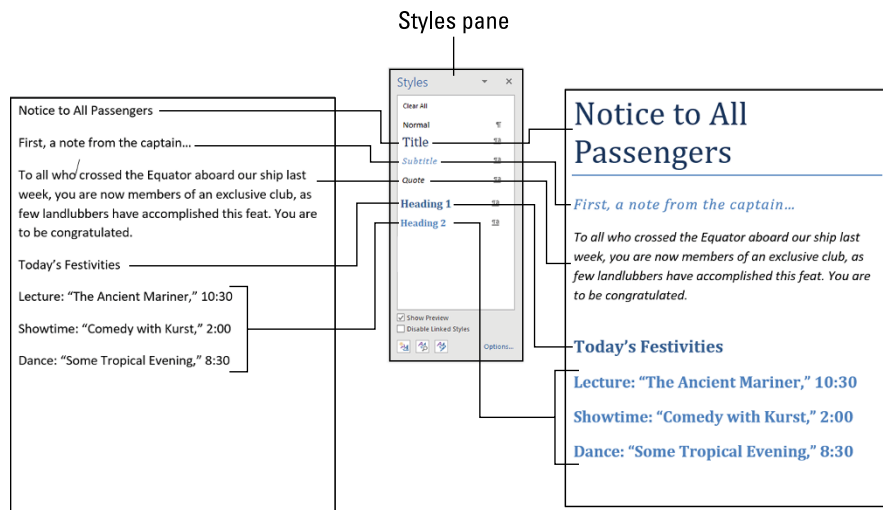 Styles pane
Notice to All Passengers
First, a note from the captain…
To all who crossed the Equator aboard our ship last
week, you are now members of an exclusive club, as
few landlubbers have accomplished this feat. You are
to be congratulated.
Today’s Festivities
Lecture: “The Ancient Mariner,” 10:30
Showtime: “Comedy with Kurst,” 2:00
Dance: “Some Tropical Evening,” 8:30
Styles
Clear All
Normal ¶
Title
Subtitle
Quote
Heading 1
Heading 2
Show Preview
Disable Linked Styles
Options...
Notice to All
Passengers
First, a note from the captain…
To all who crossed the Equator aboard our ship last
week, you are now members of an exclusive club, as
few landlubbers have accomplished this feat. You are
to be congratulated.
Today’s Festivities
Lecture: “The Ancient Mariner,” 10:30
Showtime: “Comedy with Kurst,” 2:00
Dance: “Some Tropical Evening,” 8:30